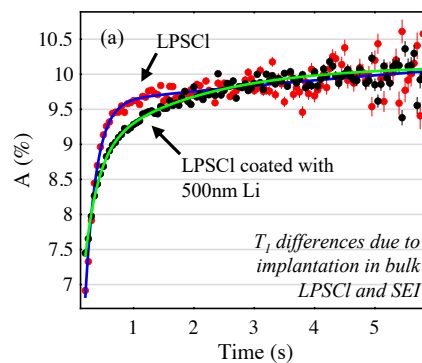 (a)
LPSCl
LPSCl coated with
500nm Li
T1 differences due to
implantation in bulk
LPSCl and SEI
A (%)
10.5
10
9.5
9
8.5
8
7.5
7
1 2 3 4 5
Time (s)